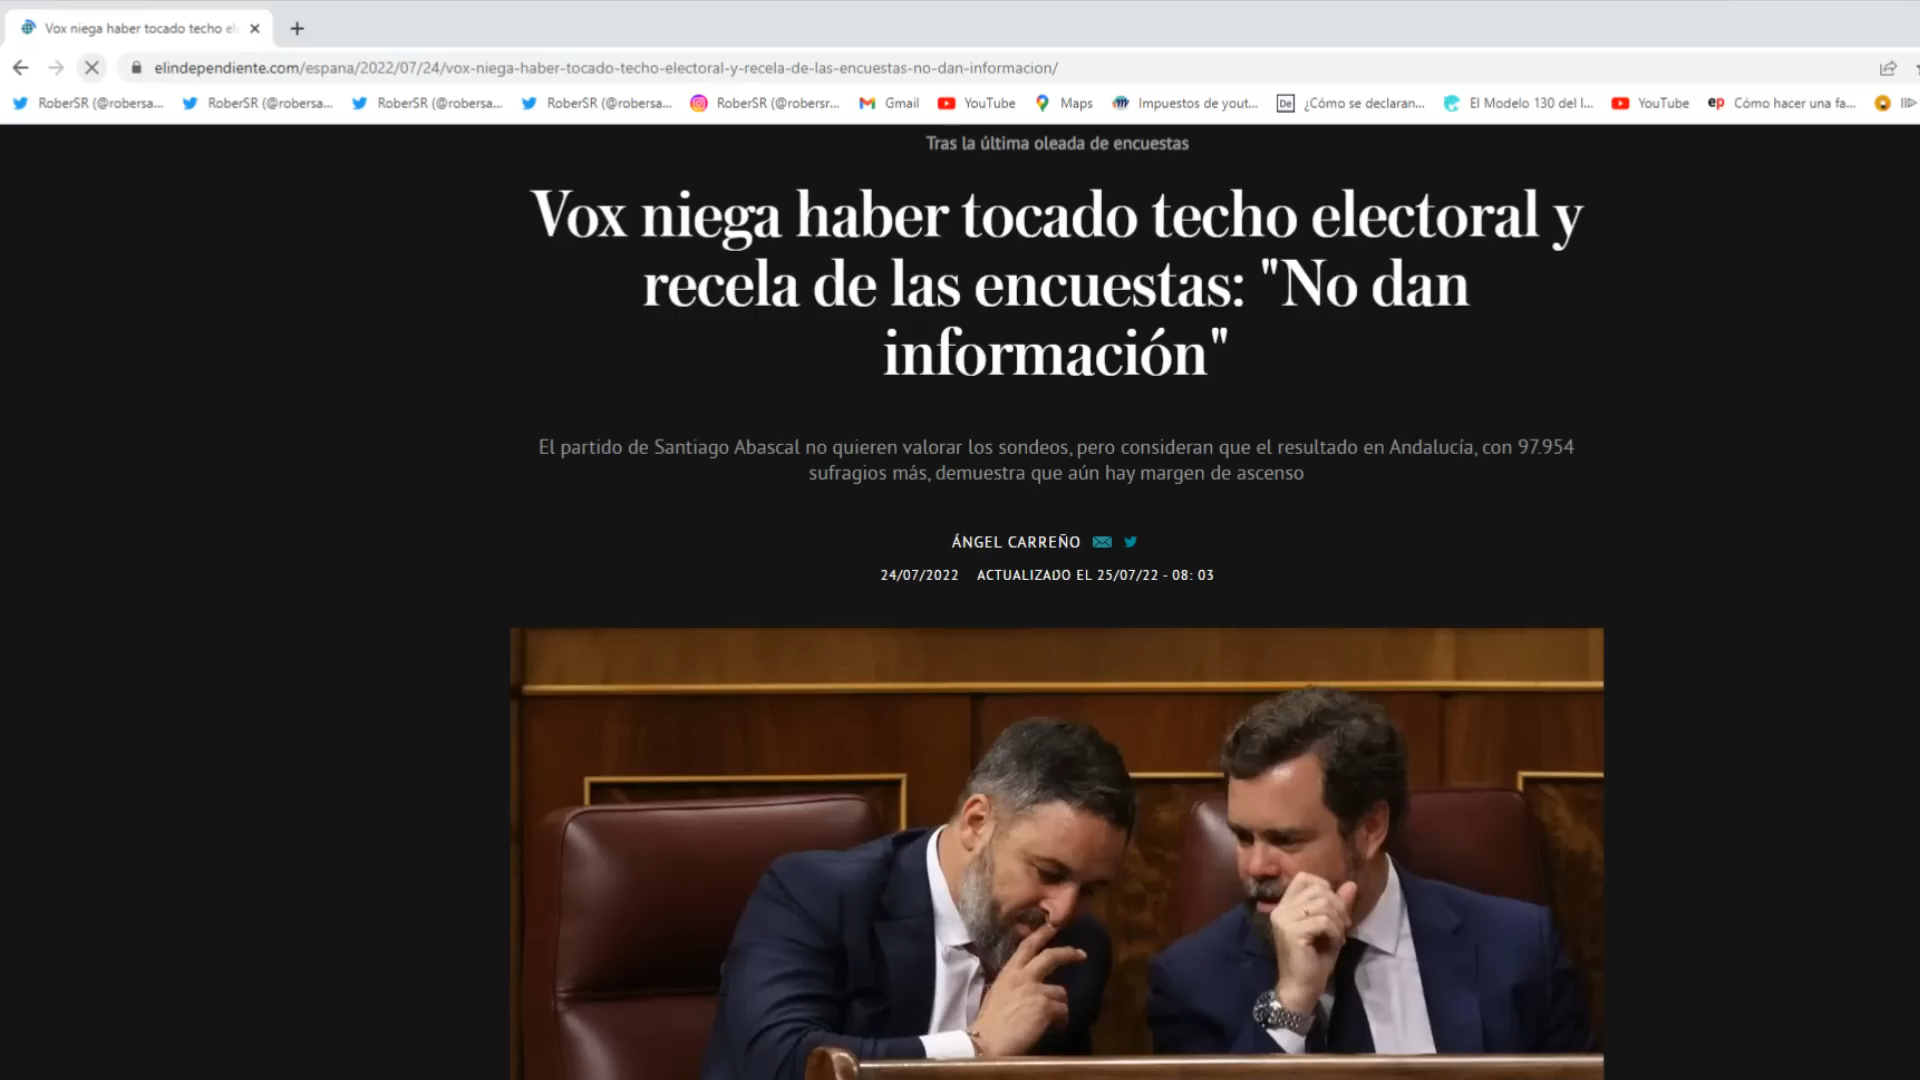 Vox niega haber tocado techo el
elindependiente.com/espana/2022/07/24/vox-niega-haber-tocado-techo-electoral-y-recela-de-las-encuestas-no-dan-informacion/
RoberSR (@robersa... RoberSR (@robersa... RoberSR (@robersa... RoberSR (@robersa... RoberSR (@robersr... Gmail YouTube Maps Impuestos de yout... De ¿Cómo se declaran... El Modelo 130 del I... YouTube ep Cómo hacer una fa...
Tras la última oleada de encuestas
Vox niega haber tocado techo electoral y
recela de las encuestas: "No dan
información"
El partido de Santiago Abascal no quieren valorar los sondeos, pero consideran que el resultado en Andalucía, con 97.954
sufragios más, demuestra que aún hay margen de ascenso
ÁNGEL CARREÑO
24/07/2022 ACTUALIZADO EL 25/07/22 - 08: 03